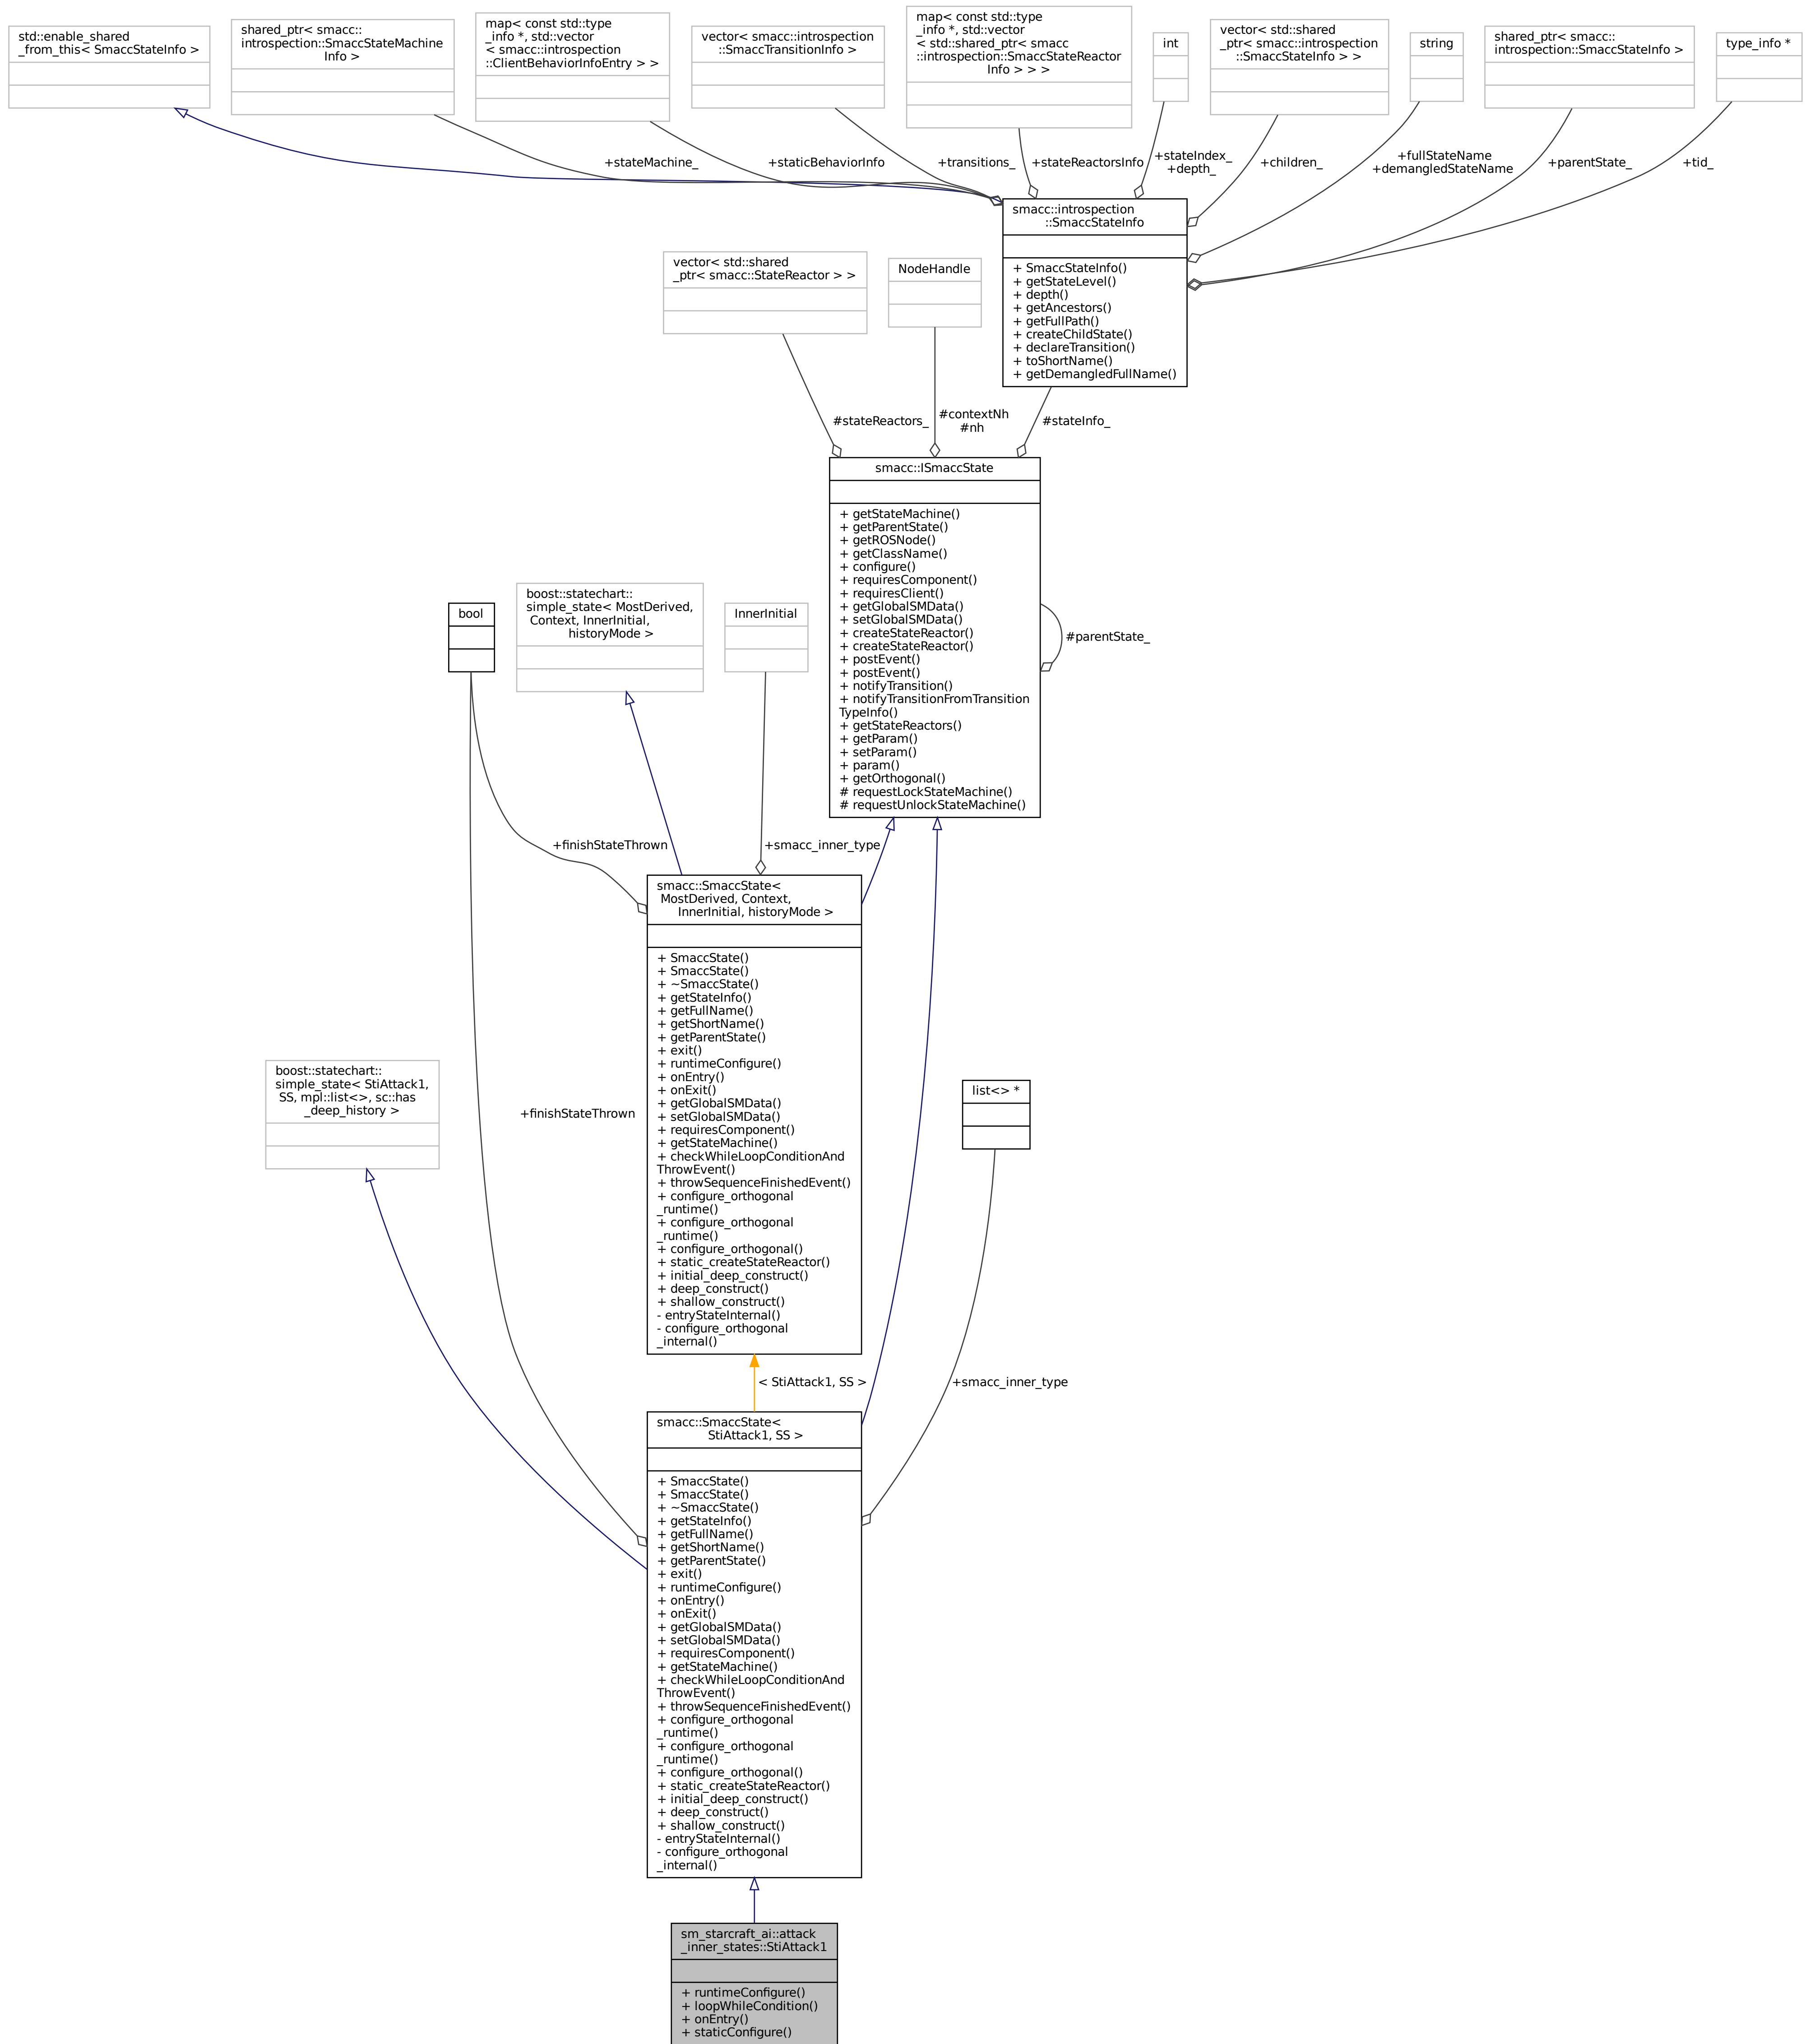 std::enable_shared
_from_this< SmaccStateInfo >
shared_ptr< smacc::
introspection::SmaccStateMachine
Info >
map< const std::type
_info *, std::vector
< smacc::introspection
::ClientBehaviorInfoEntry > >
vector< smacc::introspection
::SmaccTransitionInfo >
map< const std::type
_info *, std::vector
< std::shared_ptr< smacc
::introspection::SmaccStateReactor
Info > > >
int
vector< std::shared
_ptr< smacc::introspection
::SmaccStateInfo > >
string
shared_ptr< smacc::
introspection::SmaccStateInfo >
type_info *
+stateMachine_
+staticBehaviorInfo
+transitions_
+stateReactorsInfo
+stateIndex_
+depth_
+children_
+fullStateName
+demangledStateName
+parentState_
+tid_
smacc::introspection
::SmaccStateInfo
+ SmaccStateInfo()
+ getStateLevel()
+ depth()
+ getAncestors()
+ getFullPath()
+ createChildState()
+ declareTransition()
+ toShortName()
+ getDemangledFullName()
vector< std::shared
_ptr< smacc::StateReactor > >
NodeHandle
#stateReactors_
#contextNh
#nh
#stateInfo_
smacc::ISmaccState
+ getStateMachine()
+ getParentState()
+ getROSNode()
+ getClassName()
+ configure()
+ requiresComponent()
+ requiresClient()
+ getGlobalSMData()
+ setGlobalSMData()
+ createStateReactor()
+ createStateReactor()
+ postEvent()
+ postEvent()
+ notifyTransition()
+ notifyTransitionFromTransition
TypeInfo()
+ getStateReactors()
+ getParam()
+ setParam()
+ param()
+ getOrthogonal()
# requestLockStateMachine()
# requestUnlockStateMachine()
#parentState_
bool
boost::statechart::
simple_state< MostDerived,
Context, InnerInitial,
historyMode >
InnerInitial
+finishStateThrown
+smacc_inner_type
smacc::SmaccState<
MostDerived, Context,
InnerInitial, historyMode >
+ SmaccState()
+ SmaccState()
+ ~SmaccState()
+ getStateInfo()
+ getFullName()
+ getShortName()
+ getParentState()
+ exit()
+ runtimeConfigure()
+ onEntry()
+ onExit()
+ getGlobalSMData()
+ setGlobalSMData()
+ requiresComponent()
+ getStateMachine()
+ checkWhileLoopConditionAnd
ThrowEvent()
+ throwSequenceFinishedEvent()
+ configure_orthogonal
_runtime()
+ configure_orthogonal
_runtime()
+ configure_orthogonal()
+ static_createStateReactor()
+ initial_deep_construct()
+ deep_construct()
+ shallow_construct()
- entryStateInternal()
- configure_orthogonal
_internal()
boost::statechart::
simple_state< StiAttack1,
SS, mpl::list<>, sc::has
_deep_history >
+finishStateThrown
list<> *
< StiAttack1, SS >
+smacc_inner_type
smacc::SmaccState<
StiAttack1, SS >
+ SmaccState()
+ SmaccState()
+ ~SmaccState()
+ getStateInfo()
+ getFullName()
+ getShortName()
+ getParentState()
+ exit()
+ runtimeConfigure()
+ onEntry()
+ onExit()
+ getGlobalSMData()
+ setGlobalSMData()
+ requiresComponent()
+ getStateMachine()
+ checkWhileLoopConditionAnd
ThrowEvent()
+ throwSequenceFinishedEvent()
+ configure_orthogonal
_runtime()
+ configure_orthogonal
_runtime()
+ configure_orthogonal()
+ static_createStateReactor()
+ initial_deep_construct()
+ deep_construct()
+ shallow_construct()
- entryStateInternal()
- configure_orthogonal
_internal()
sm_starcraft_ai::attack
_inner_states::StiAttack1
+ runtimeConfigure()
+ loopWhileCondition()
+ onEntry()
+ staticConfigure()